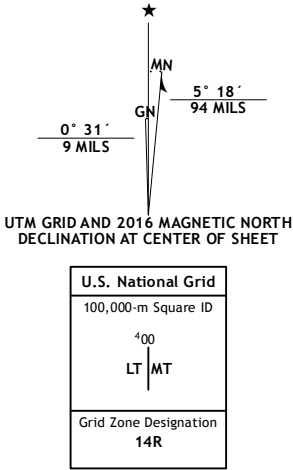 MN
GN
5° 18´
94 MILS
0° 31´
9 MILS
UTM GRID AND 2016 MAGNETIC NORTH
DECLINATION AT CENTER OF SHEET
U.S. National Grid
100,000-m Square ID
⁴00
LT MT
Grid Zone Designation
14R